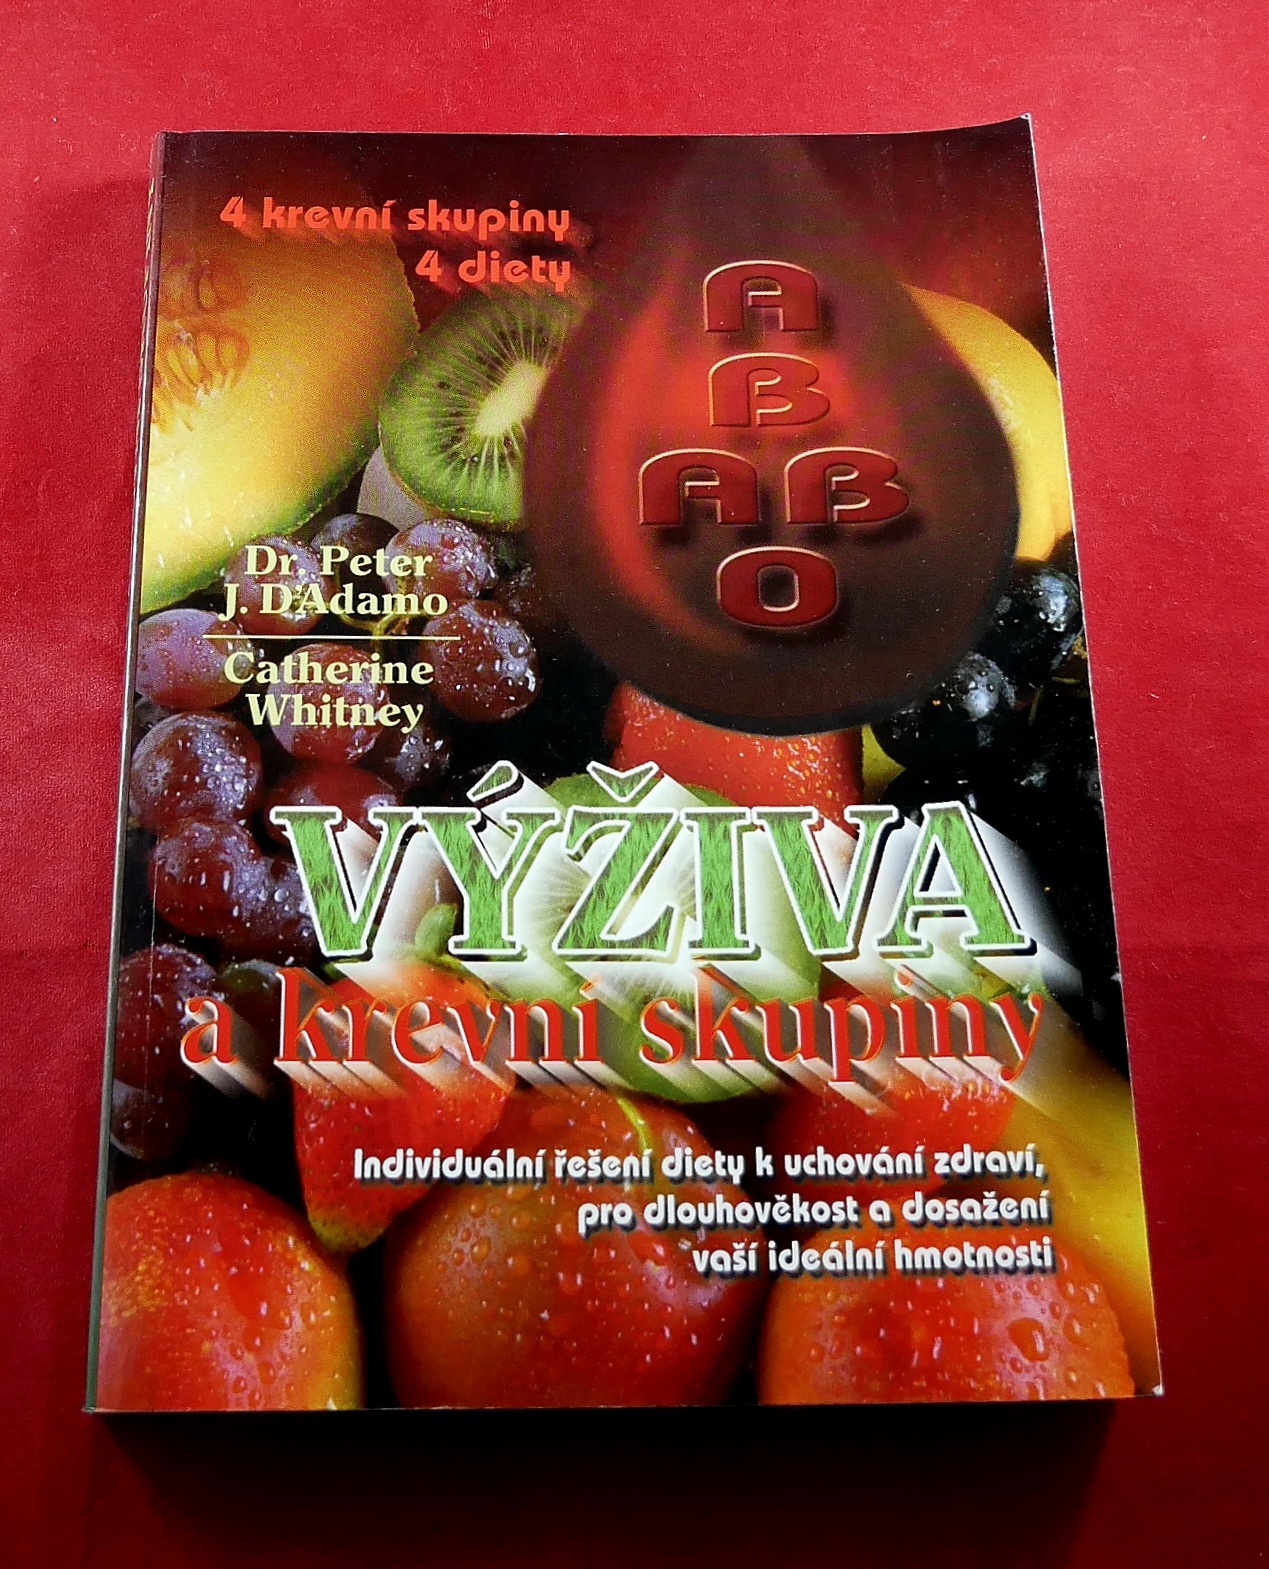 4 krevní skupiny
4 diety
A
B
AB
O
Dr. Peter
J. D'Adamo
Catherine
Whitney
VÝŽIVA
a krevní skupiny
Individuální řešení diety k uchování zdraví,
pro dlouhověkost a dosažení
vaší ideální hmotnosti